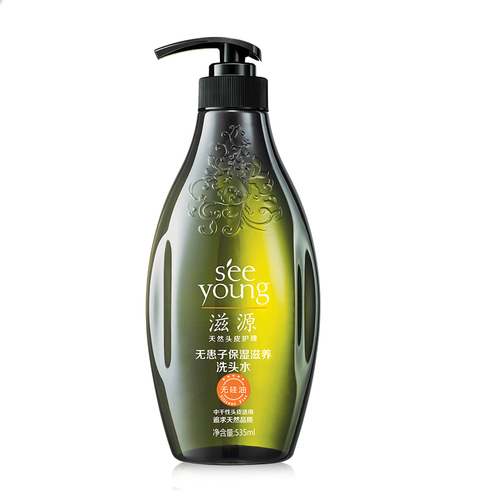 see
young
滋源
天然头皮护理
无患子保湿滋养
洗头水
无硅油
Silicone Free
中干性头皮适用
追求天然品质
净含量:535ml